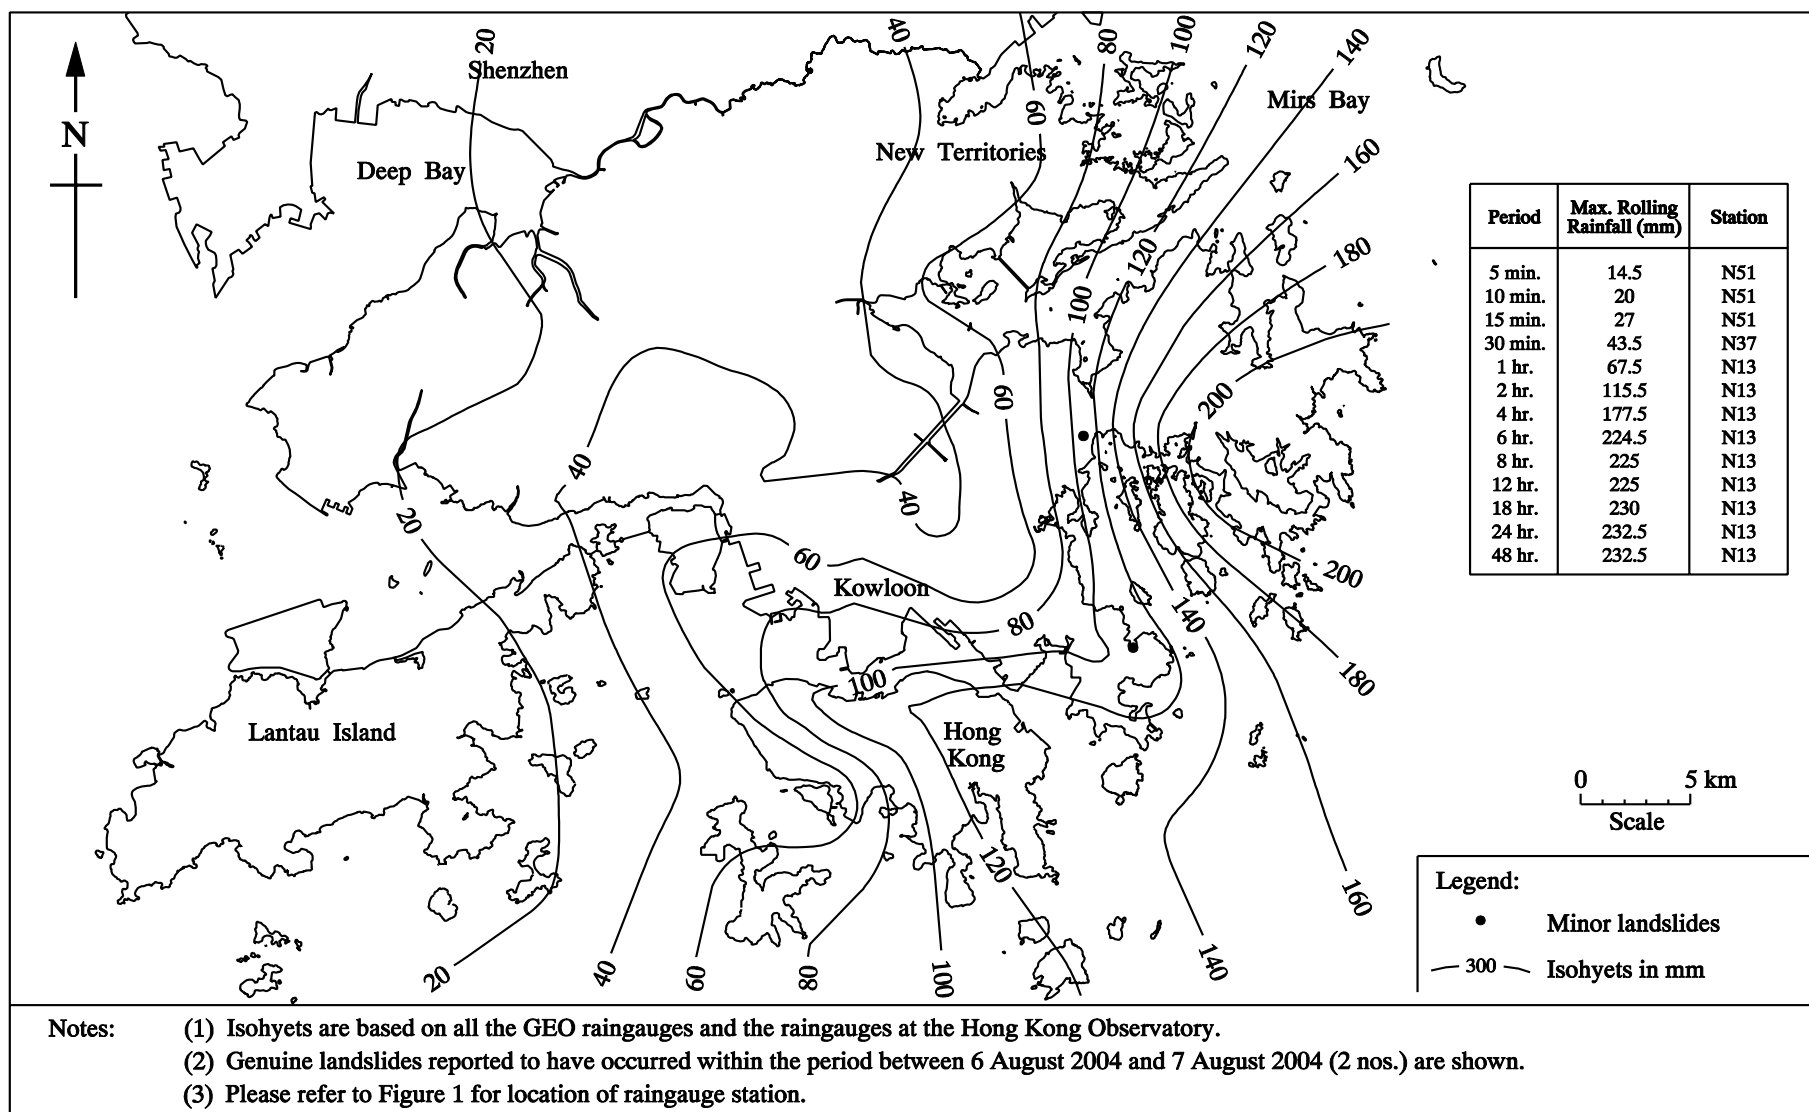 20
40
80
100
120
140
Shenzhen
Mirs Bay
60
N
New Territories
Deep Bay
160
120
180
100
Period Max. Rolling Rainfall (mm) Station
5 min. 14.5 N51
10 min. 20 N51
15 min. 27 N51
30 min. 43.5 N37
1 hr. 67.5 N13
2 hr. 115.5 N13
4 hr. 177.5 N13
6 hr. 224.5 N13
8 hr. 225 N13
12 hr. 225 N13
18 hr. 230 N13
24 hr. 232.5 N13
48 hr. 232.5 N13
60
200
40
40
20
60
Kowloon
200
140
80
100
180
Lantau Island
Hong
Kong
0 5 km
Scale
120
160
20
40
60
80
100
140
Legend:
Minor landslides
300 Isohyets in mm
Notes: (1) Isohyets are based on all the GEO raingauges and the raingauges at the Hong Kong Observatory.
(2) Genuine landslides reported to have occurred within the period between 6 August 2004 and 7 August 2004 (2 nos.) are shown.
(3) Please refer to Figure 1 for location of raingauge station.